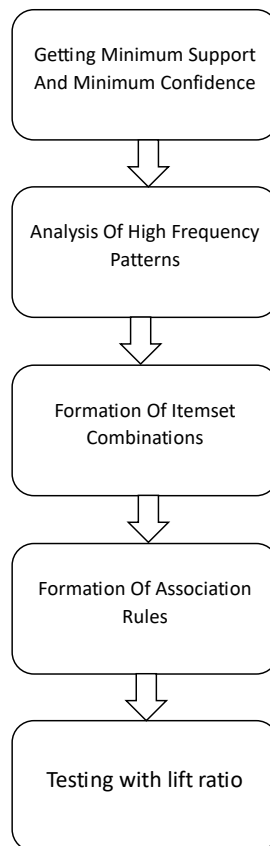 Getting Minimum Support
And Minimum Confidence
Analysis Of High Frequency
Patterns
Formation Of Itemset
Combinations
Formation Of Association
Rules
Testing with lift ratio